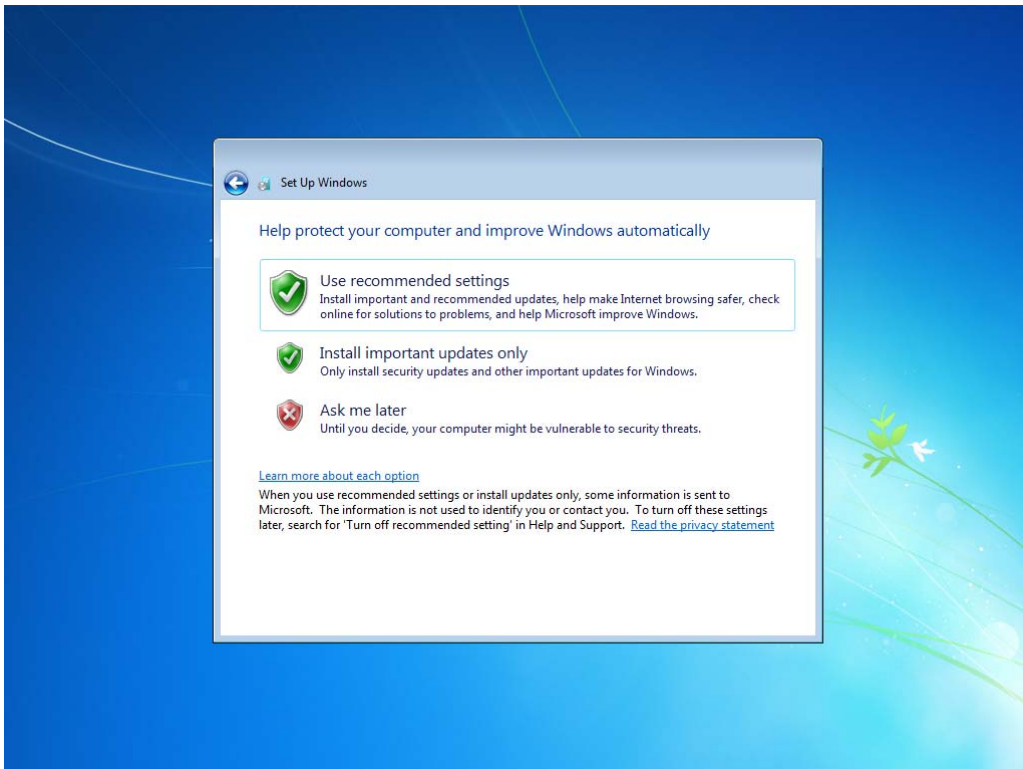 Set Up Windows
Help protect your computer and improve Windows automatically
Use recommended settings
Install important and recommended updates, help make Internet browsing safer, check
online for solutions to problems, and help Microsoft improve Windows.
Install important updates only
Only install security updates and other important updates for Windows.
Ask me later
Until you decide, your computer might be vulnerable to security threats.
Learn more about each option
When you use recommended settings or install updates only, some information is sent to
Microsoft. The information is not used to identify you or contact you. To turn off these settings
later, search for 'Turn off recommended setting' in Help and Support. Read the privacy statement